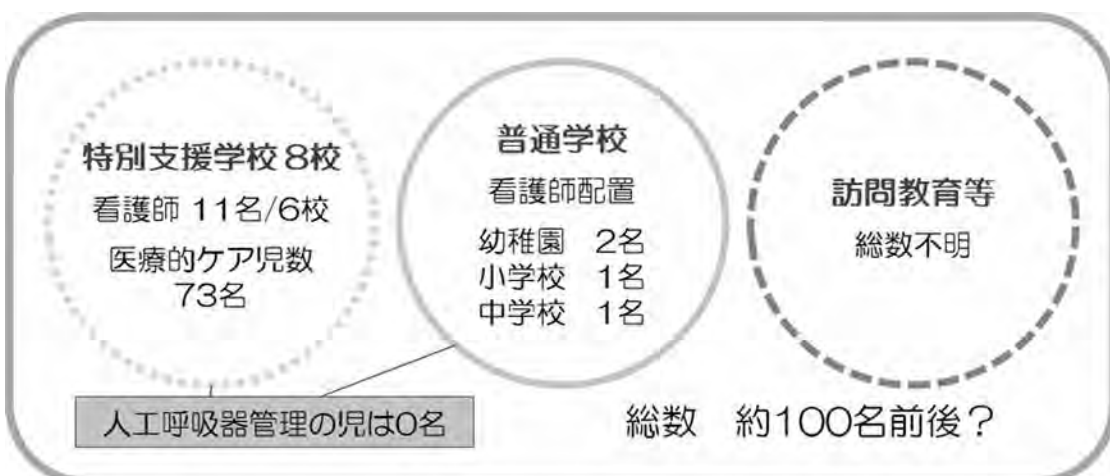 特別支援学校 8校
看護師 11名/6校
医療的ケア児数
73名
普通学校
看護師配置
幼稚園 2名
小学校 1名
中学校 1名
訪問教育等
総数不明
人工呼吸器管理の児は0名
総数 約100名前後?